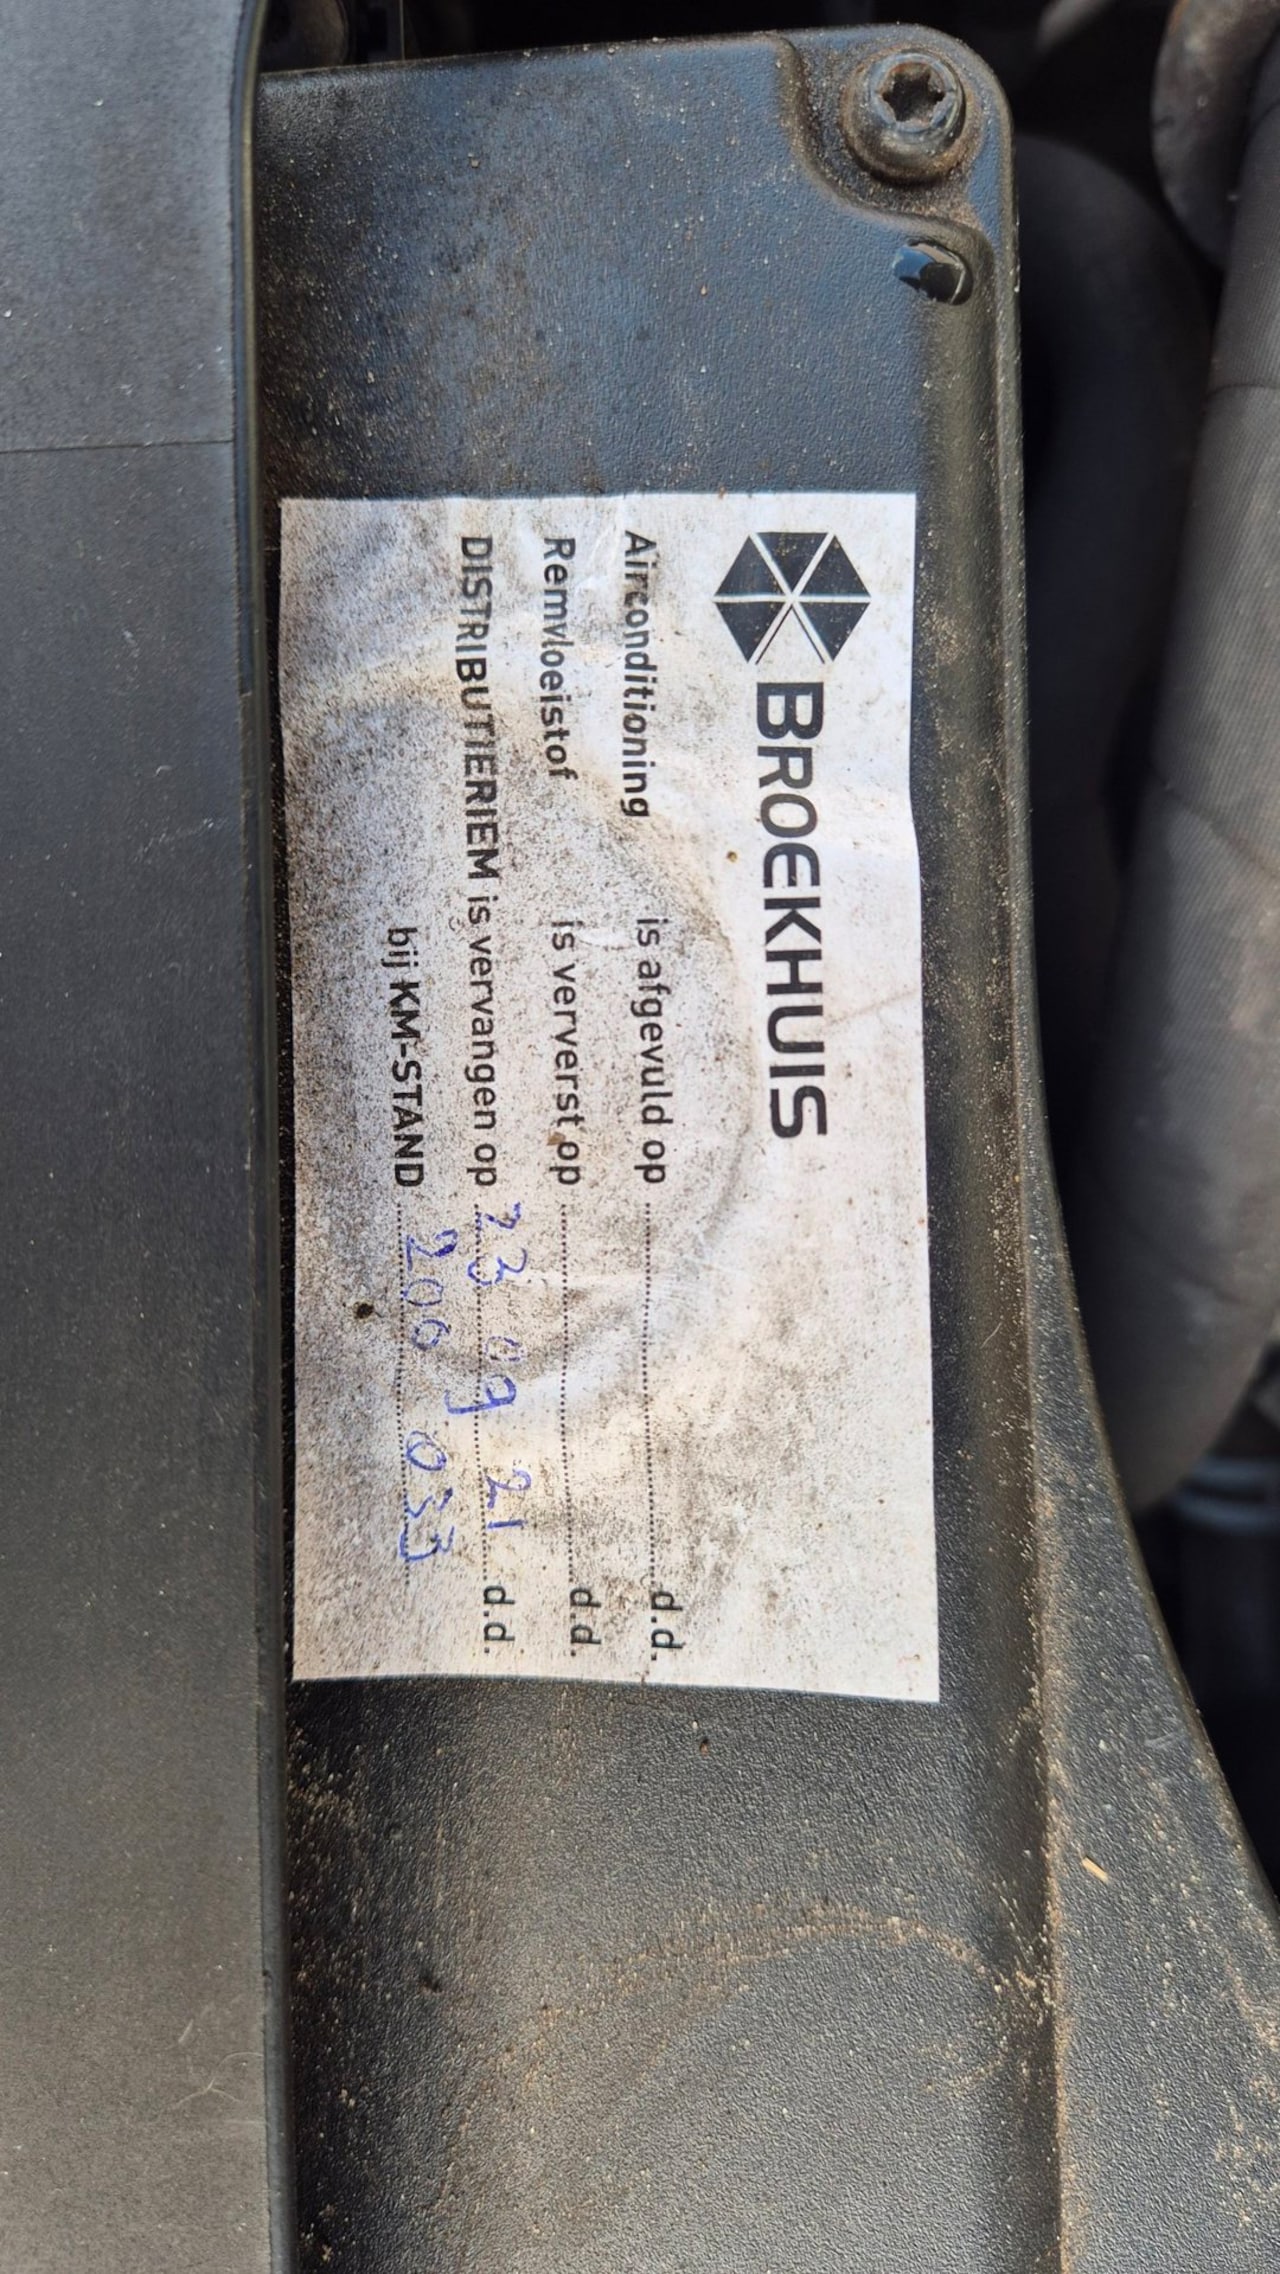 BROEKHUIS
Airconditioning is afgevuld op d.d.
Remvloeistof is ververst op d.d.
DISTRIBUTIERIEM is vervangen op 23 09 21 d.d.
bij KM-STAND 206 033